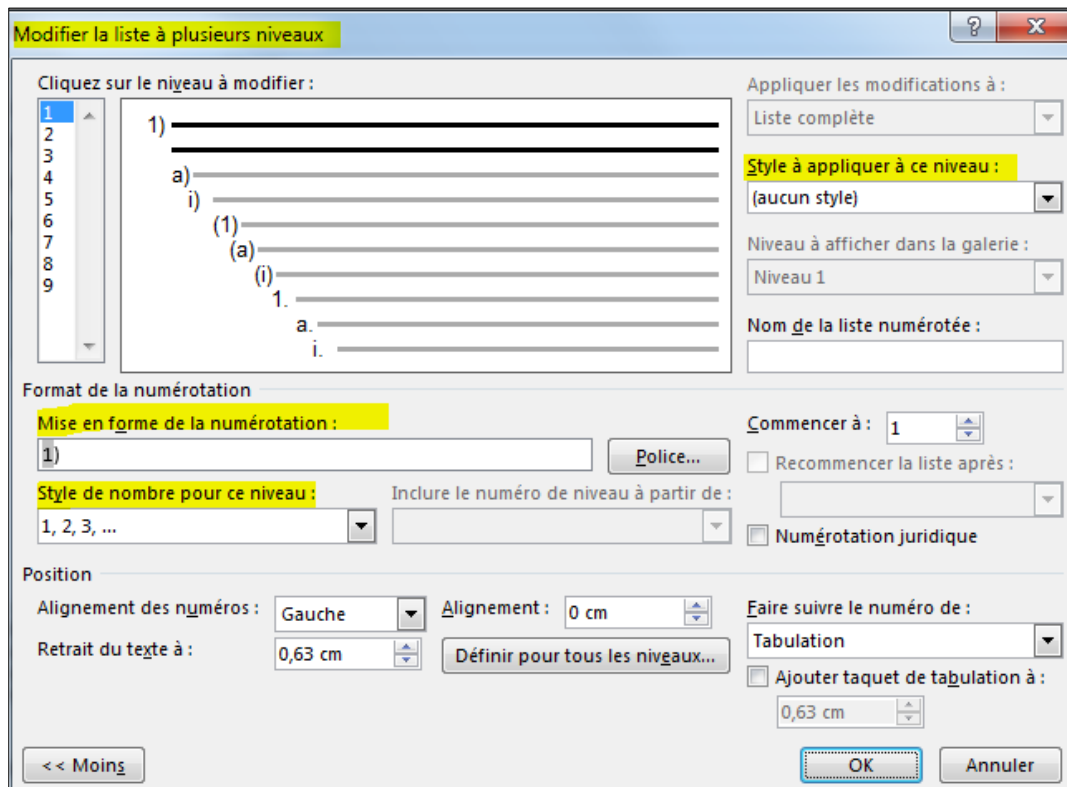 Modifier la liste à plusieurs niveaux
?
X
Cliquez sur le niveau à modifier :
1
2
3
4
5
6
7
8
9
1)
a)
i)
(1)
(a)
(i)
1.
a.
i.
Appliquer les modifications à :
Liste complète
Style à appliquer à ce niveau :
(aucun style)
Niveau à afficher dans la galerie :
Niveau 1
Nom de la liste numérotée :
Format de la numérotation
Mise en forme de la numérotation :
1)
Police...
Style de nombre pour ce niveau :
1, 2, 3, ...
Inclure le numéro de niveau à partir de :
Commencer à : 1
Recommencer la liste après :
Numérotation juridique
Position
Alignement des numéros : Gauche
Alignement : 0 cm
Retrait du texte à : 0,63 cm
Définir pour tous les niveaux...
Faire suivre le numéro de :
Tabulation
Ajouter taquet de tabulation à :
0,63 cm
<< Moins
OK
Annuler